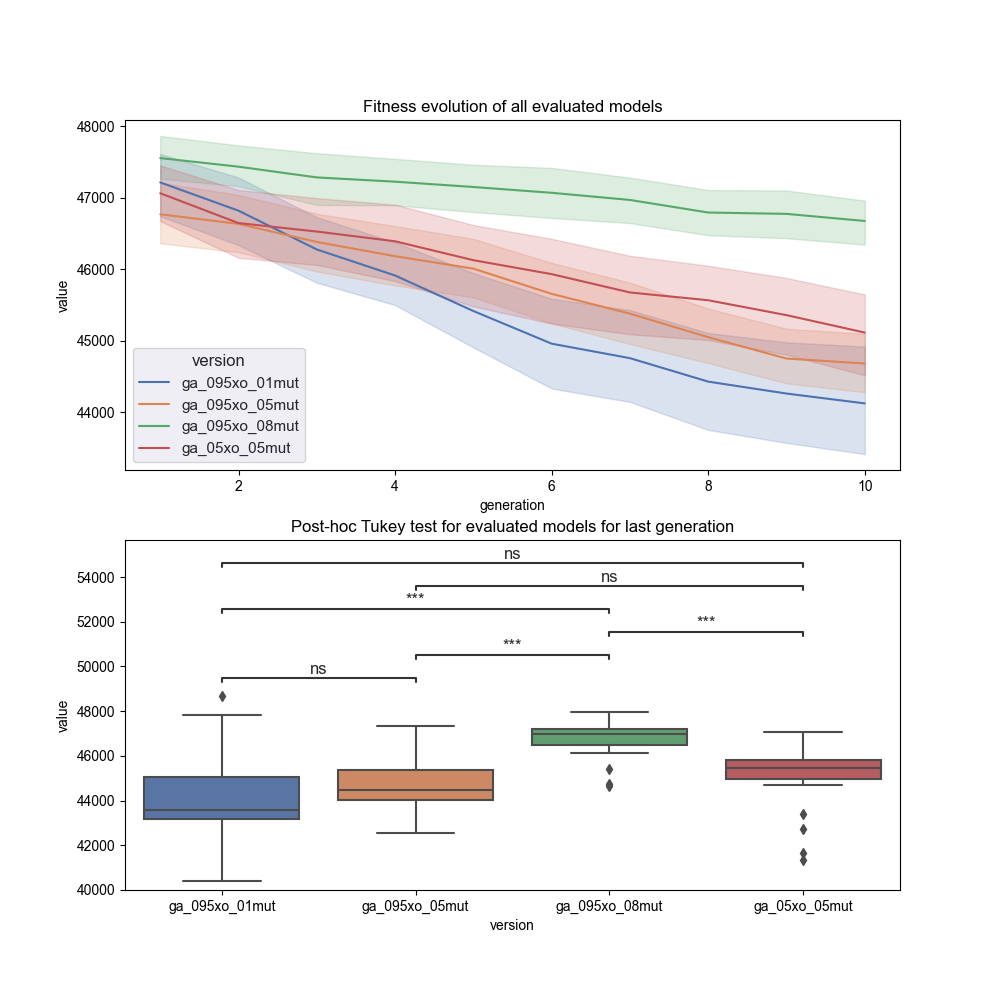 Fitness evolution of all evaluated models
48000
47000
46000
45000
44000
value
version
ga_095xo_01mut
ga_095xo_05mut
ga_095xo_08mut
ga_05xo_05mut
2 4 6 8 10
generation
Post-hoc Tukey test for evaluated models for last generation
54000
52000
50000
48000
46000
44000
42000
40000
value
ns
ns
***
***
***
ns
ga_095xo_01mut ga_095xo_05mut ga_095xo_08mut ga_05xo_05mut
version